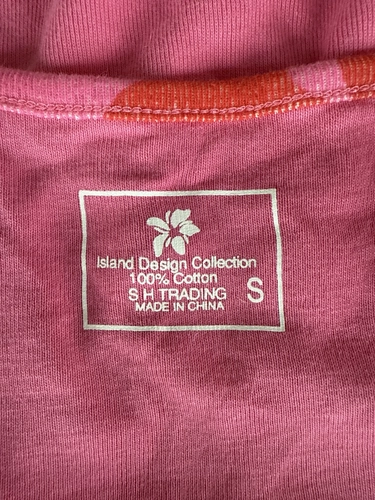 Island Design Collection
100% Cotton
S H TRADING S
MADE IN CHINA